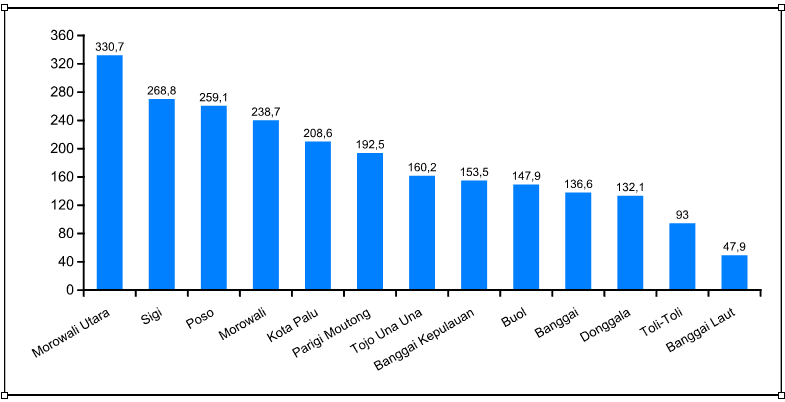 360
320
280
240
200
160
120
80
40
0
330,7
268,8
259,1
238,7
208,6
192,5
160,2
153,5
147,9
136,6
132,1
93
47,9
Morowali Utara
Sigi
Poso
Morowali
Kota Palu
Parigi Moutong
Tojo Una Una
Banggai Kepulauan
Buol
Banggai
Donggala
Toli-Toli
Banggai Laut